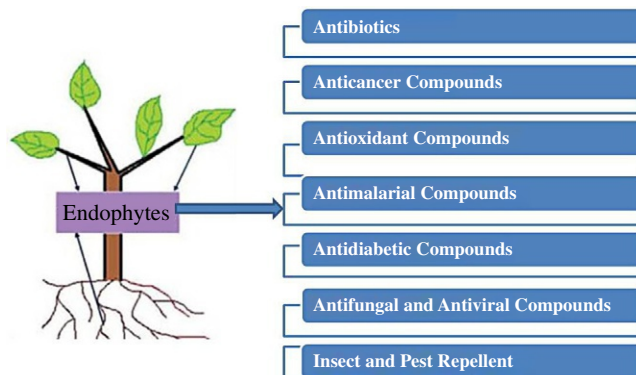 Antibiotics
Anticancer Compounds
Antioxidant Compounds
Endophytes
Antimalarial Compounds
Antidiabetic Compounds
Antifungal and Antiviral Compounds
Insect and Pest Repellent